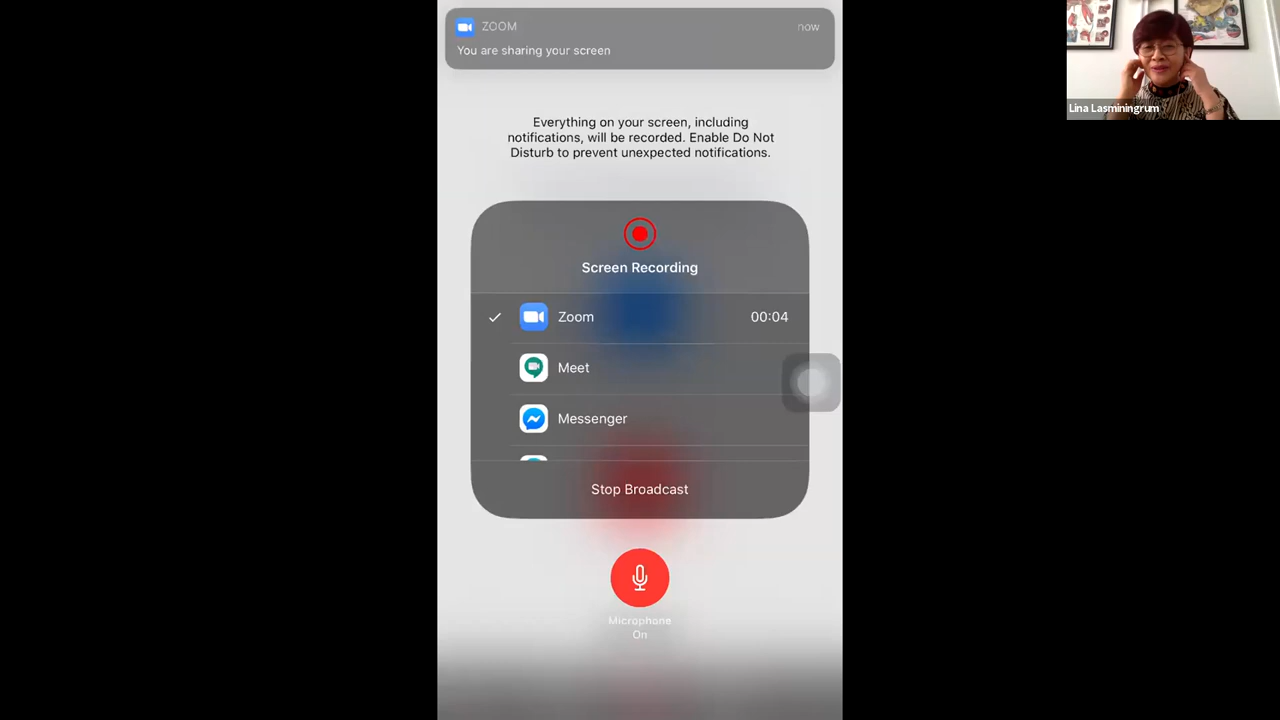 ZOOM
now
You are sharing your screen
Lina Lasminingrum
Everything on your screen, including
notifications, will be recorded. Enable Do Not
Disturb to prevent unexpected notifications.
Screen Recording
Zoom
00:04
Meet
Messenger
Stop Broadcast
Microphone
On